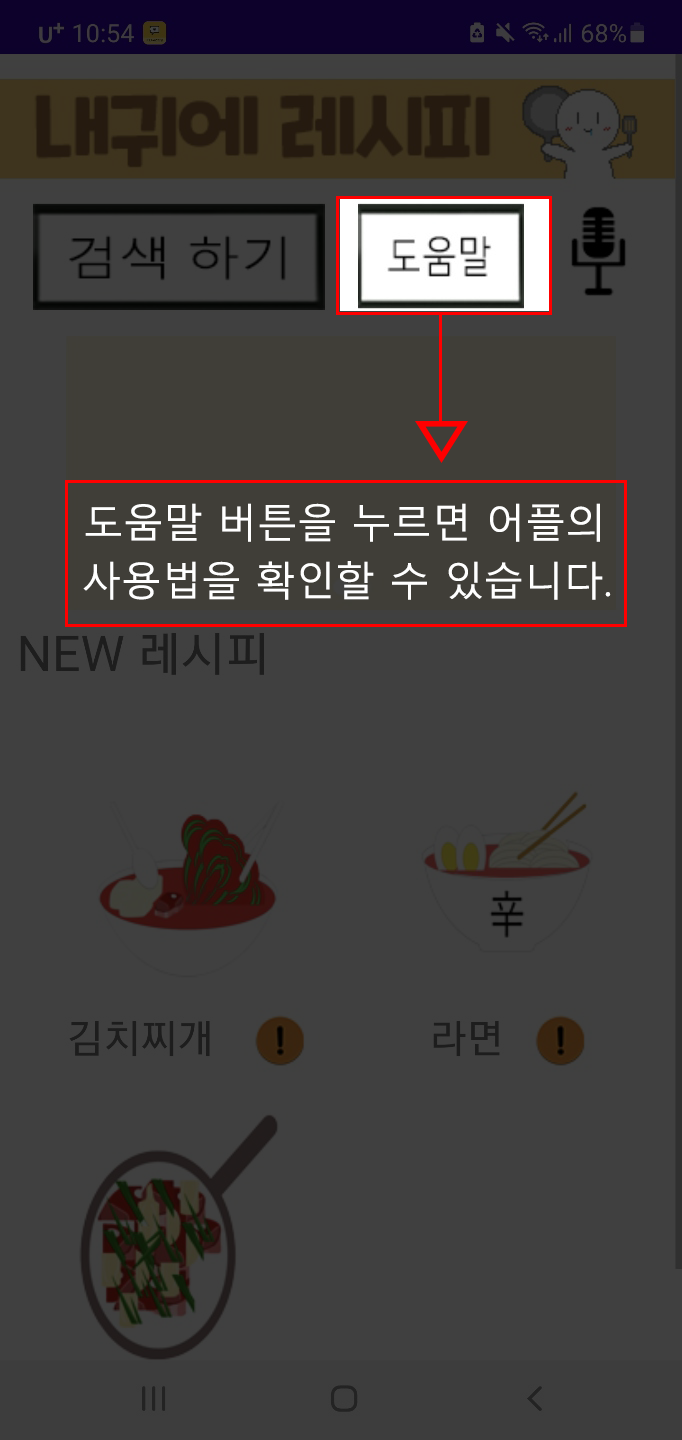 U+ 10:54 68%
내귀에 레시피
검색 하기 도움말
도움말 버튼을 누르면 어플의
사용법을 확인할 수 있습니다.
NEW 레시피
辛
김치찌개 ! 라면 !